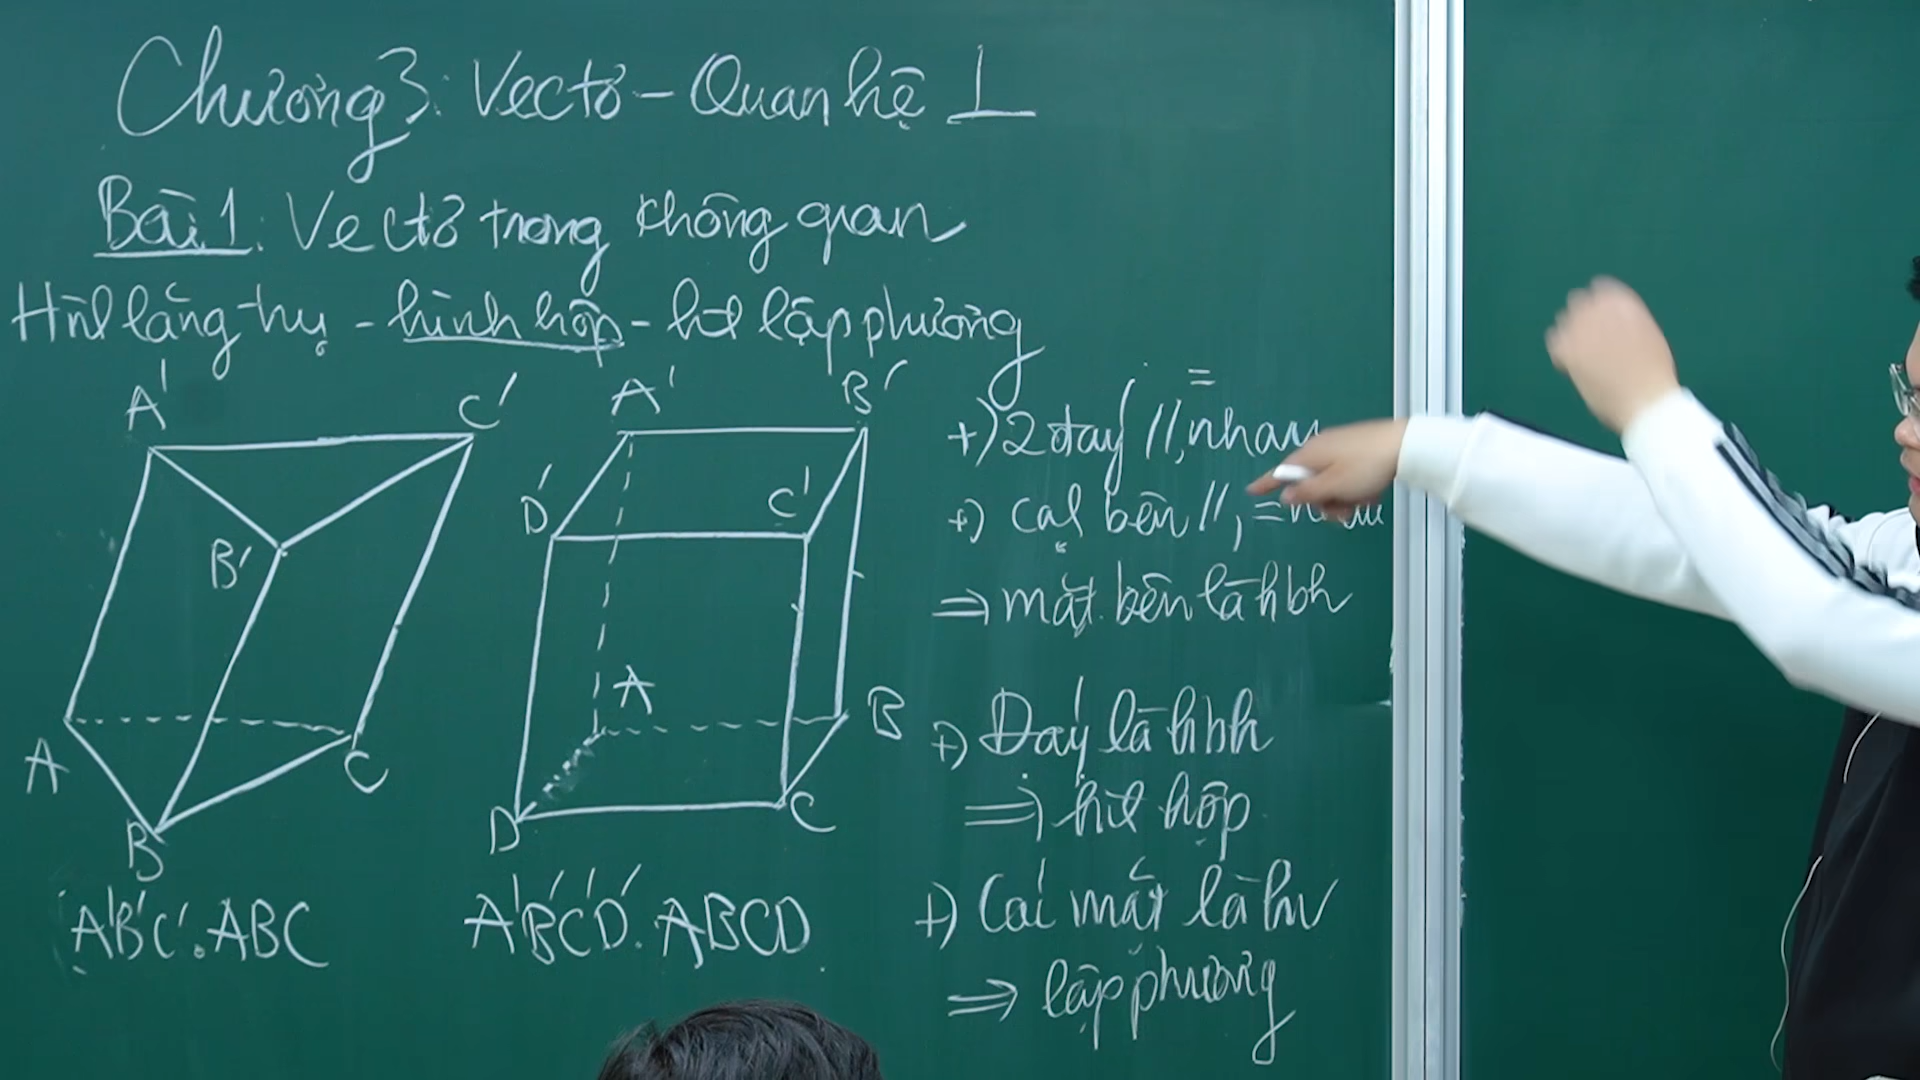 Chương 3: Vectơ – Quan hệ ⊥
Bài 1: Vectơ trong không gian
Hình lăng trụ - hình hộp - hình lập phương
A' C' B' A C B
A'B'C'.ABC
A' B' D' C' A B D C
A'B'C'D'.ABCD
+) 2 đáy //, = nhau
+) Cạh bên //, = nhau
⇒ mặt bên là hbh
+) Đáy là hbh
⇒ hìh hộp
+) Các mặt là hv
⇒ lập phương